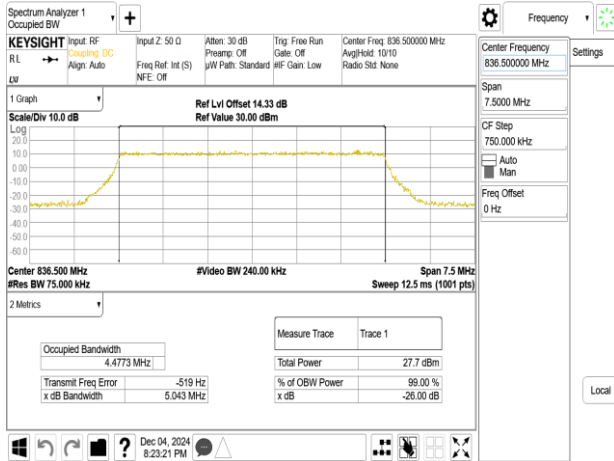 Spectrum Analyzer 1
Occupied BW
Frequency
KEYSIGHT
RL
Input: RF
Coupling: DC
Align: Auto
Input Z: 50 Ω
Freq Ref: Int (S)
NFE: Off
Atten: 30 dB
Preamp: Off
µW Path: Standard
Trig: Free Run
Gate: Off
#IF Gain: Low
Center Freq: 836.500000 MHz
Avg|Hold: 10/10
Radio Std: None
Center Frequency
836.500000 MHz
Settings
Span
7.5000 MHz
CF Step
750.000 kHz
Auto
Man
Freq Offset
0 Hz
Local
1 Graph
Scale/Div 10.0 dB
Ref Lvl Offset 14.33 dB
Ref Value 30.00 dBm
Log
20.0
10.0
0.00
-10.0
-20.0
-30.0
-40.0
-50.0
-60.0
Center 836.500 MHz
#Video BW 240.00 kHz
Span 7.5 MHz
#Res BW 75.000 kHz
Sweep 12.5 ms (1001 pts)
2 Metrics
Measure Trace Trace 1
Occupied Bandwidth
4.4773 MHz
Total Power 27.7 dBm
Transmit Freq Error -519 Hz
% of OBW Power 99.00 %
x dB Bandwidth 5.043 MHz
x dB -26.00 dB
Dec 04, 2024
8:23:21 PM